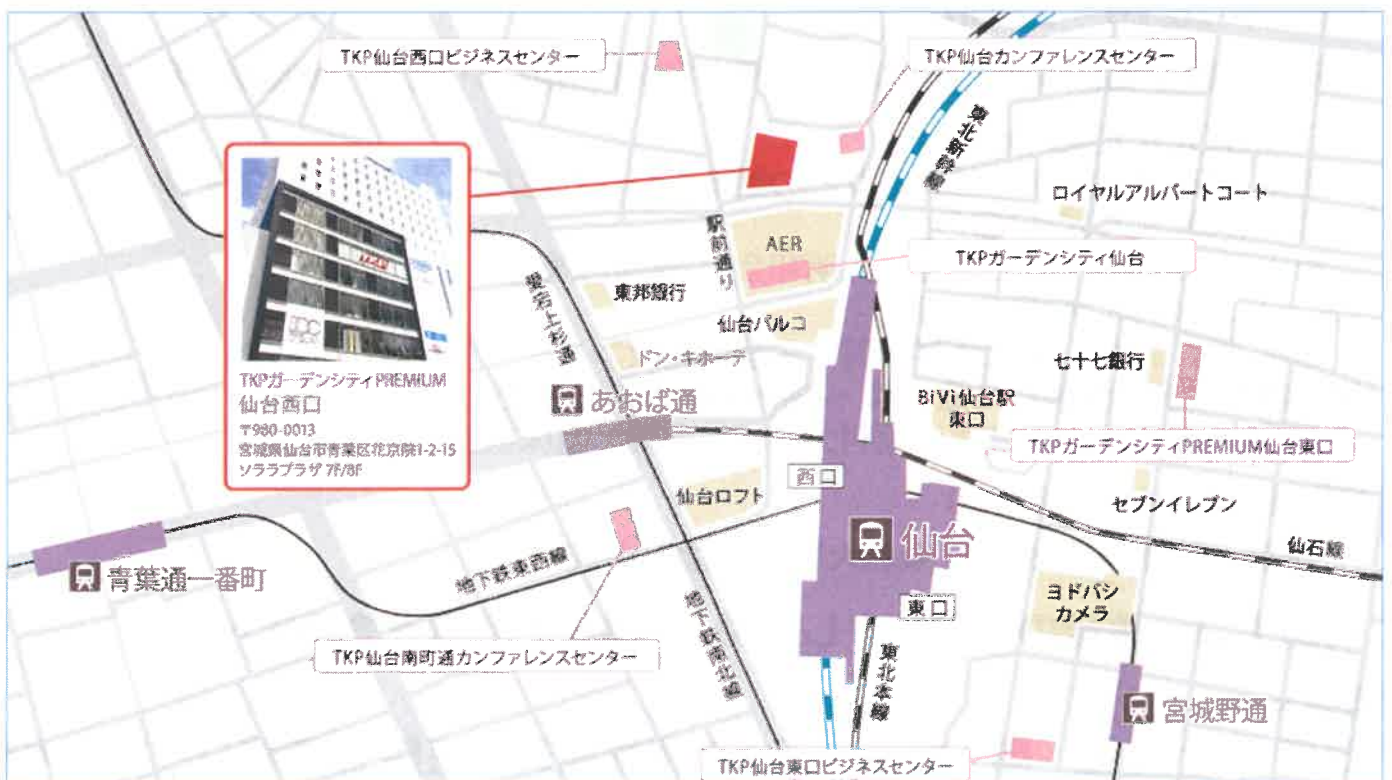 TKP仙台西口ビジネスセンター
TKP仙台カンファレンスセンター
東北新幹線
ロイヤルアルバートコート
駅前通り
AER
TKPガーデンシティ仙台
東邦銀行
仙台パルコ
愛宕上杉通
ドン・キホーテ
七十七銀行
TKPガーデンシティPREMIUM
仙台西口
〒980-0013
宮城県仙台市青葉区花京院1-2-15
ソララプラザ 7F/8F
あおば通
BiVi仙台駅
東口
TKPガーデンシティPREMIUM仙台東口
西口
仙台ロフト
セブンイレブン
仙台
仙石線
青葉通一番町
地下鉄東西線
ヨドバシ
カメラ
東口
地下鉄南北線
TKP仙台南町通カンファレンスセンター
東北本線
宮城野通
TKP仙台東口ビジネスセンター